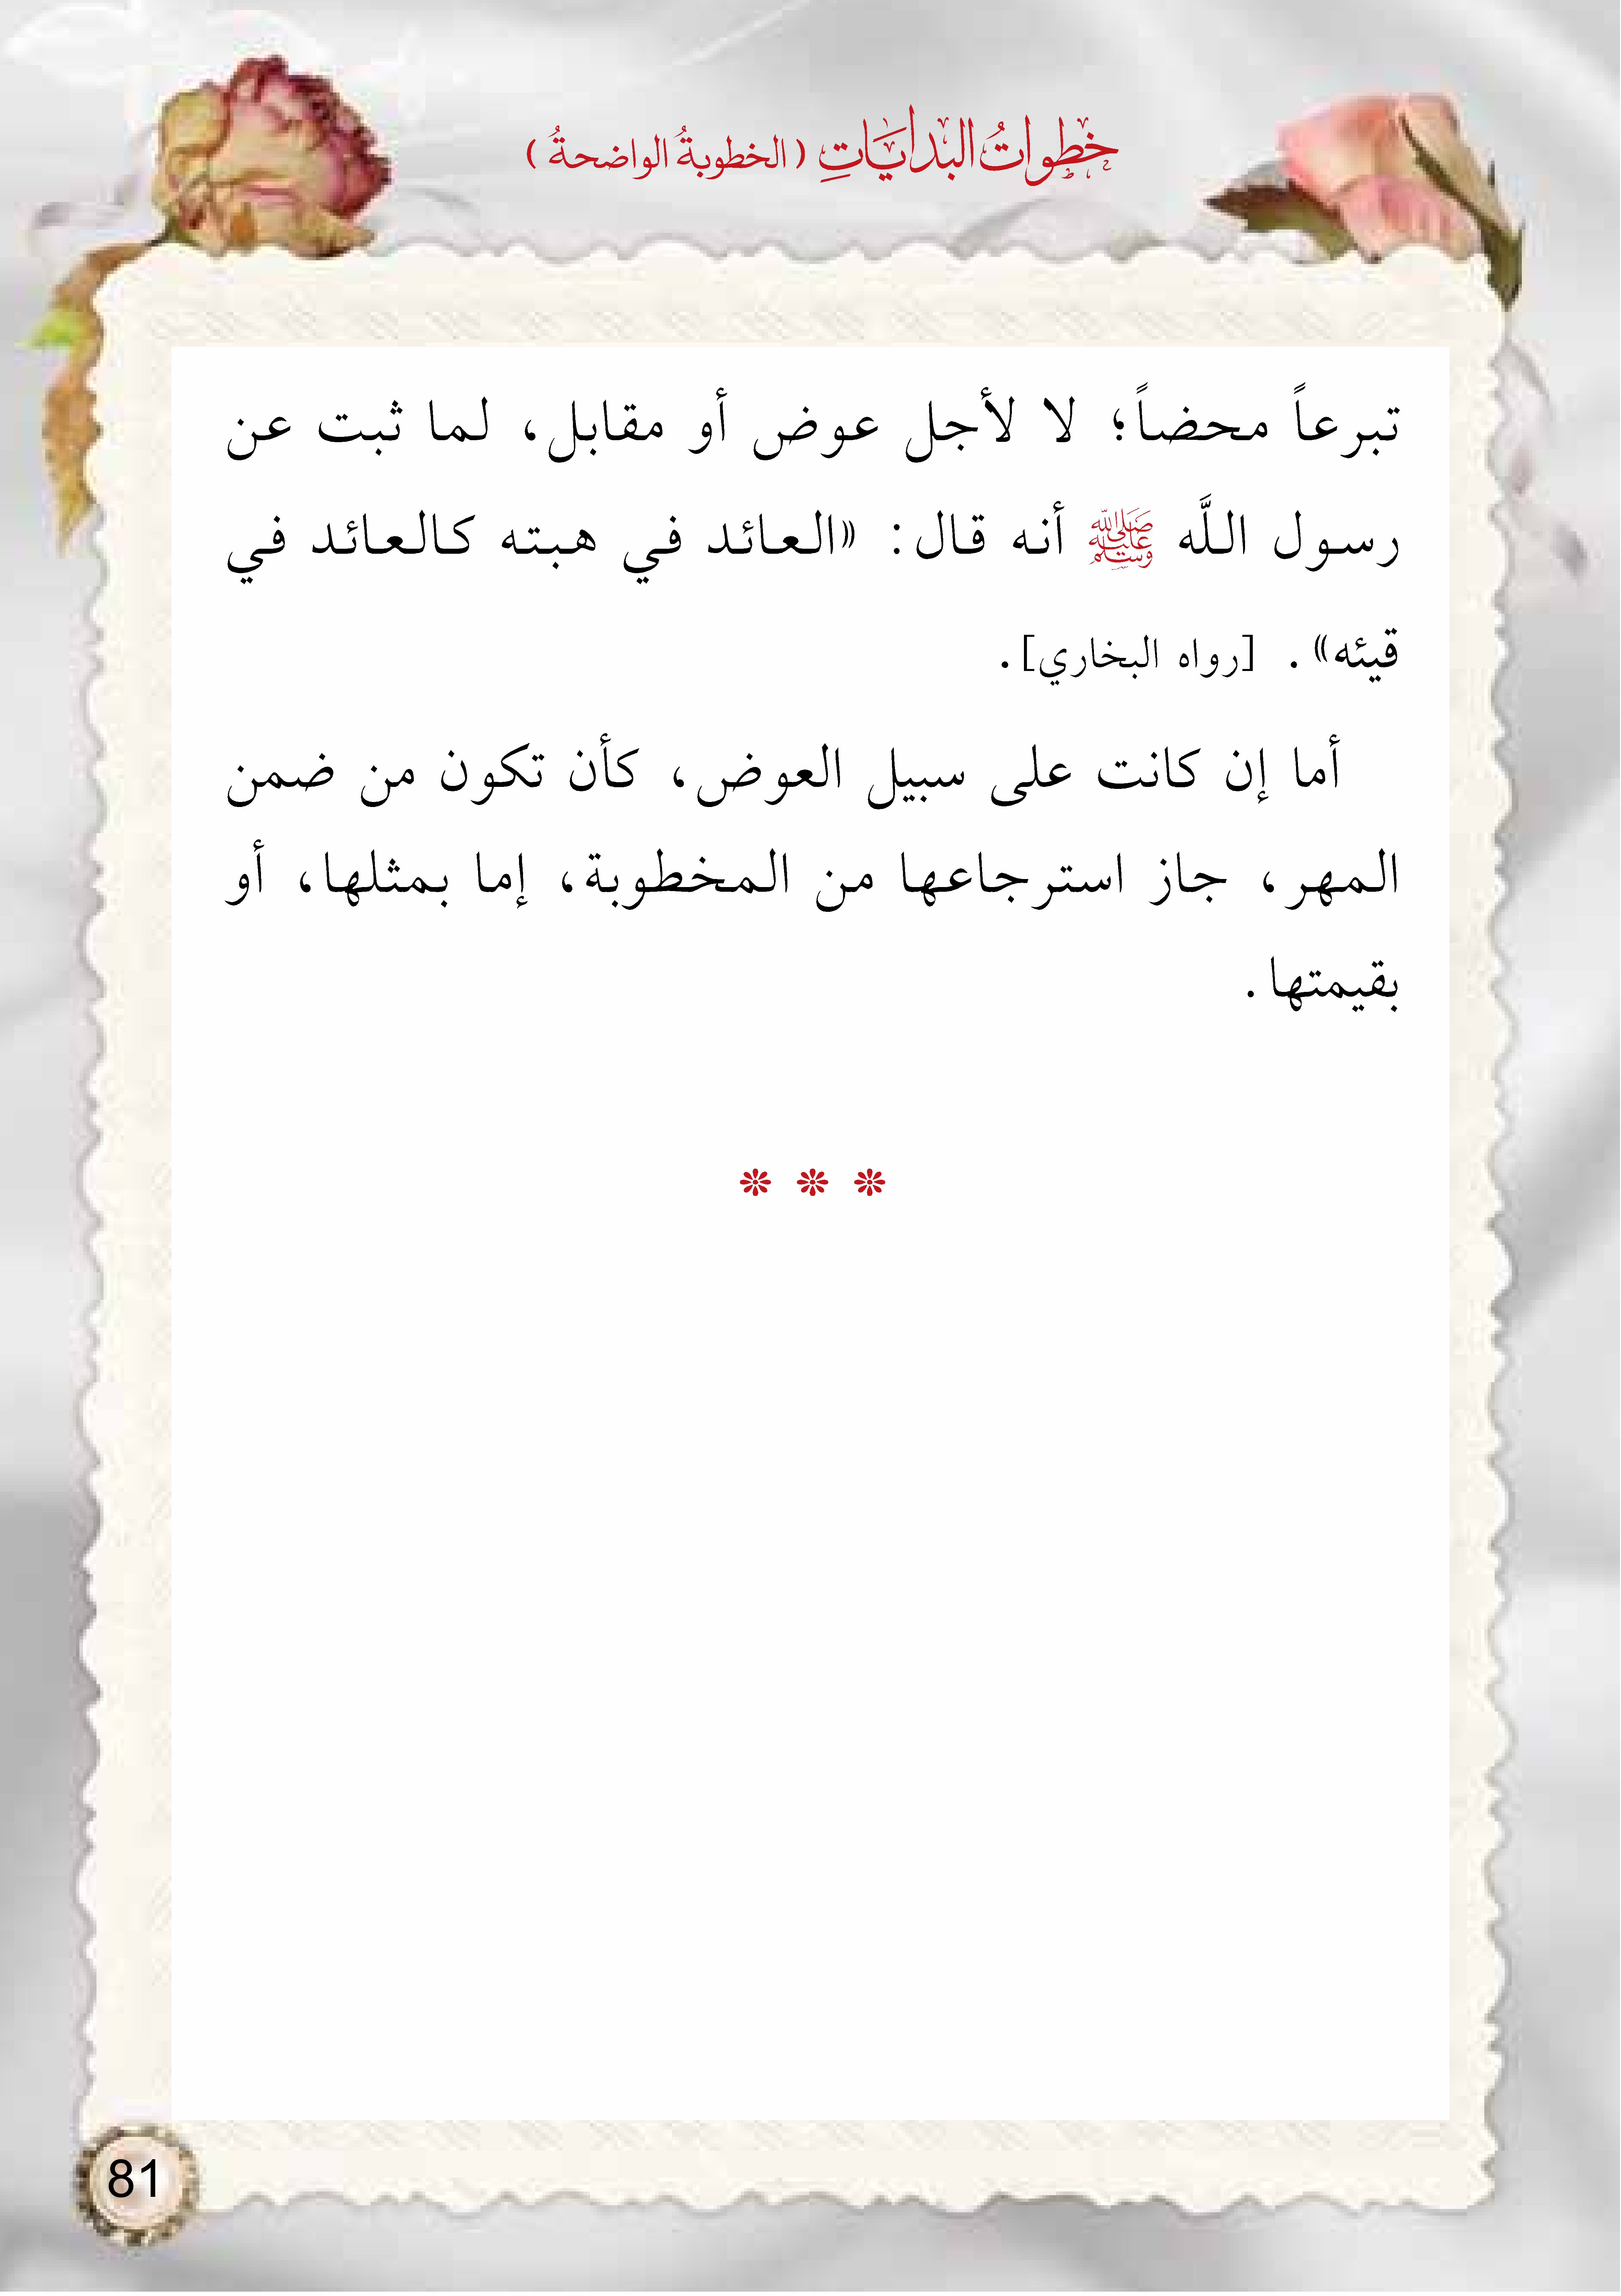 خطوات البدايَات (الخطوبةُ الواضحةُ)
تبرعاً محضاً؛ لا لأجل عوض أو مقابل، لما ثبت عن
رسول اللَّه ﷺ أنه قال: «العائد في هبته كالعائد في
قيئه». [رواه البخاري].
أما إن كانت على سبيل العوض، كأن تكون من ضمن
المهر، جاز استرجاعها من المخطوبة، إما بمثلها، أو
بقيمتها.
81